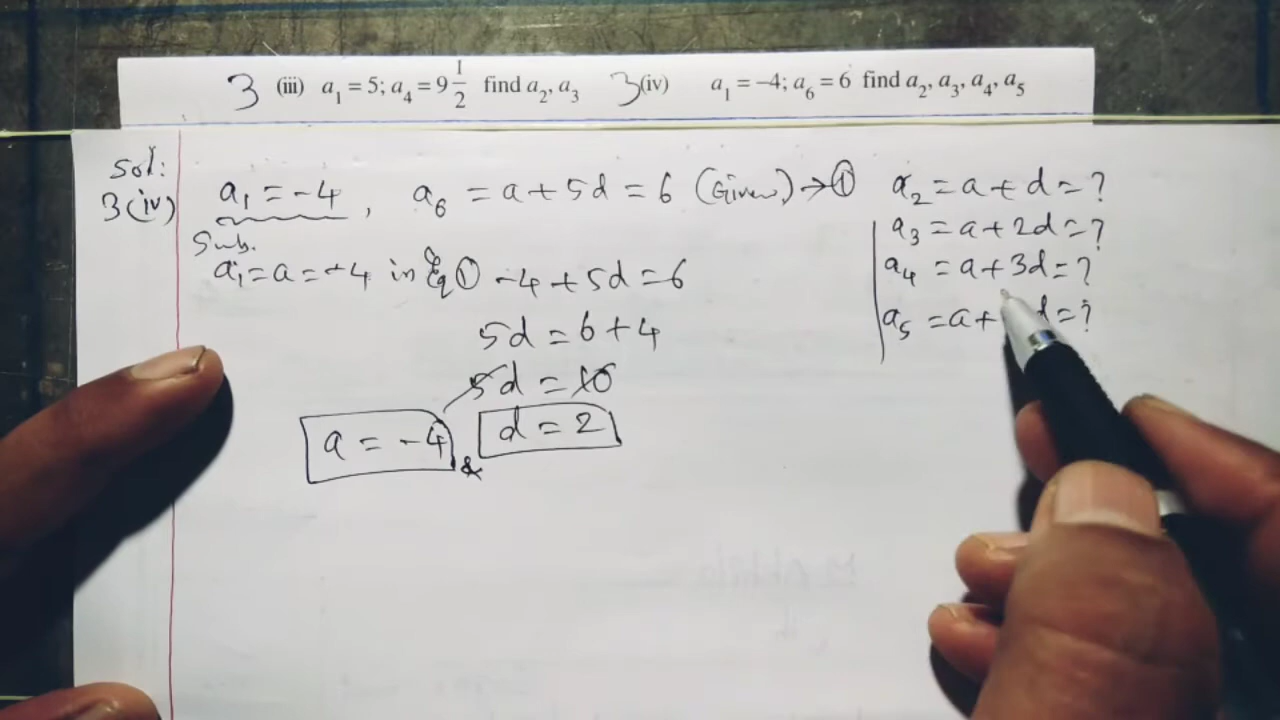 3 (iii) a₁ = 5; a₄ = 9 1/2 find a₂, a₃ 3 (iv) a₁ = –4; a₆ = 6 find a₂, a₃, a₄, a₅
Sol:
3(iv) a₁ = -4, a₆ = a + 5d = 6 (Given) → ① a₂ = a + d = ?
a₃ = a + 2d = ?
Sub.
a₁ = a = -4 in Eq ① -4 + 5d = 6 a₄ = a + 3d = ?
a₅ = a + d = ?
5d = 6 + 4
5d = 10
a = -4 & d = 2